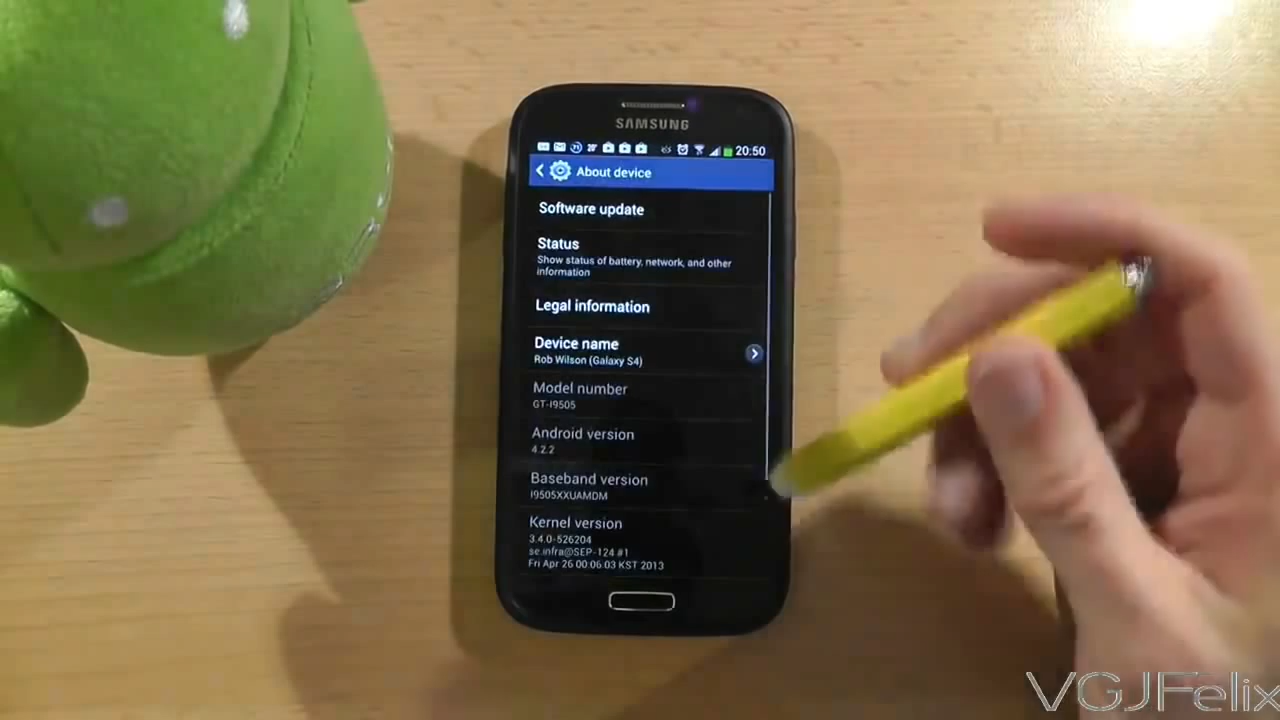 SAMSUNG
20:50
About device
Software update
Status
Show status of battery, network, and other
information
Legal information
Device name
Rob Wilson (Galaxy S4)
Model number
GT-I9505
Android version
4.2.2
Baseband version
I9505XXUAMDM
Kernel version
3.4.0-526204
se.infra@SEP-124 #1
Fri Apr 26 00:06:03 KST 2013
VGJFelix